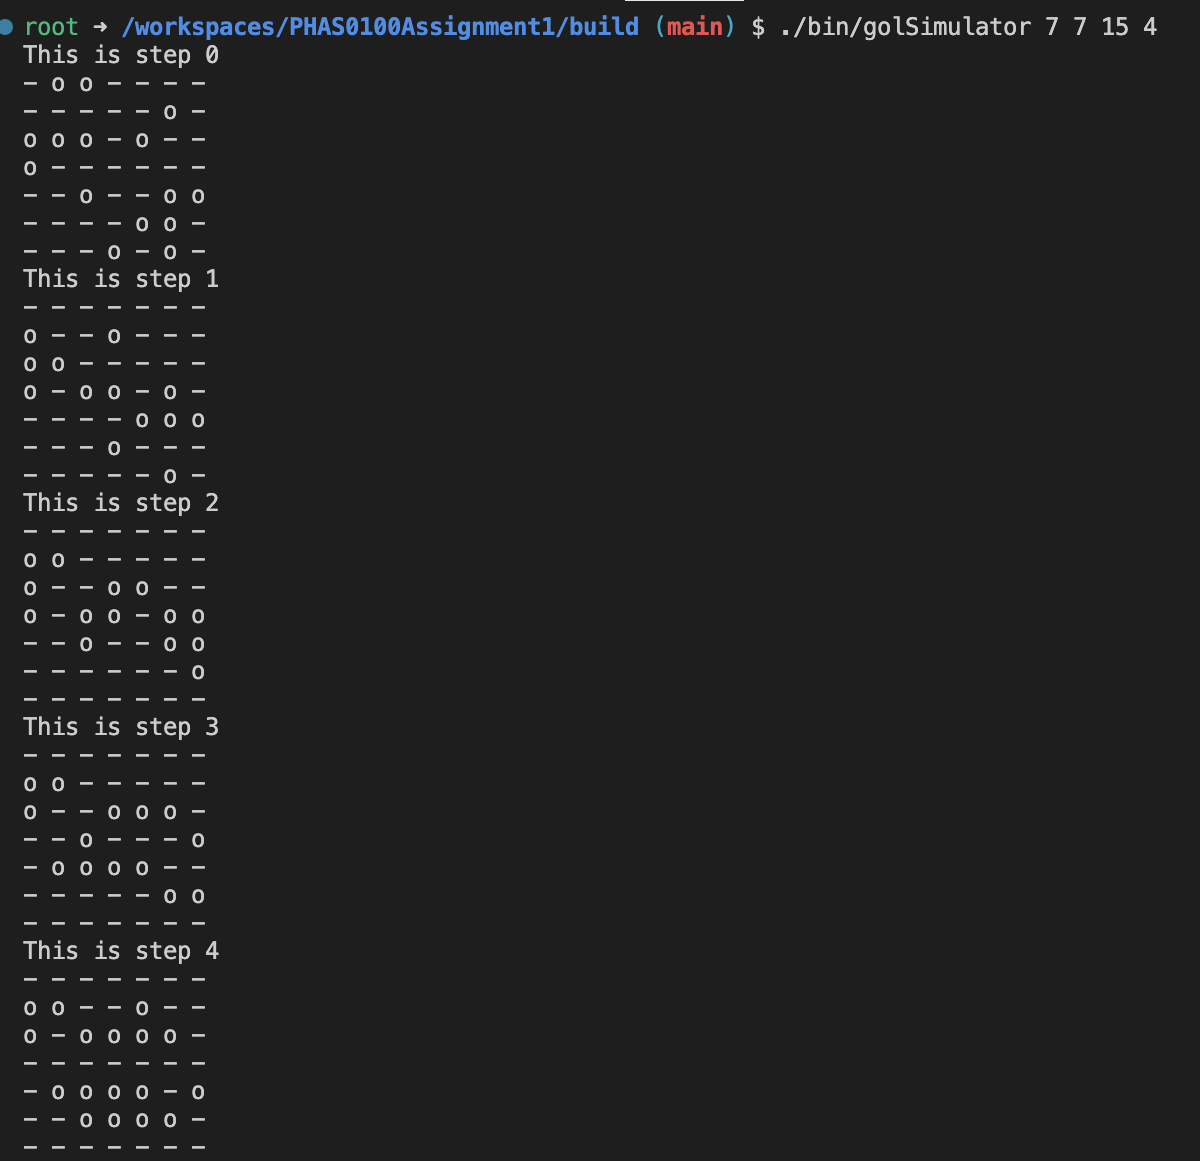 root → /workspaces/PHAS0100Assignment1/build (main) $ ./bin/golSimulator 7 7 15 4
This is step 0
- o o - - - -
- - - - - o -
o o o - o - -
o - - - - - -
- - o - - o o
- - - - o o -
- - - o - o -
This is step 1
- - - - - - -
o - - o - - -
o o - - - - -
o - o o - o -
- - - - o o o
- - - o - - -
- - - - - o -
This is step 2
- - - - - - -
o o - - - - -
o - - o o - -
o - o o - o o
- - o - - o o
- - - - - - o
- - - - - - -
This is step 3
- - - - - - -
o o - - - - -
o - - o o o -
- - o - - - o
- o o o o - -
- - - - - o o
- - - - - - -
This is step 4
- - - - - - -
o o - - o - -
o - o o o o -
- - - - - - -
- o o o o - o
- - o o o o -
- - - - - - -